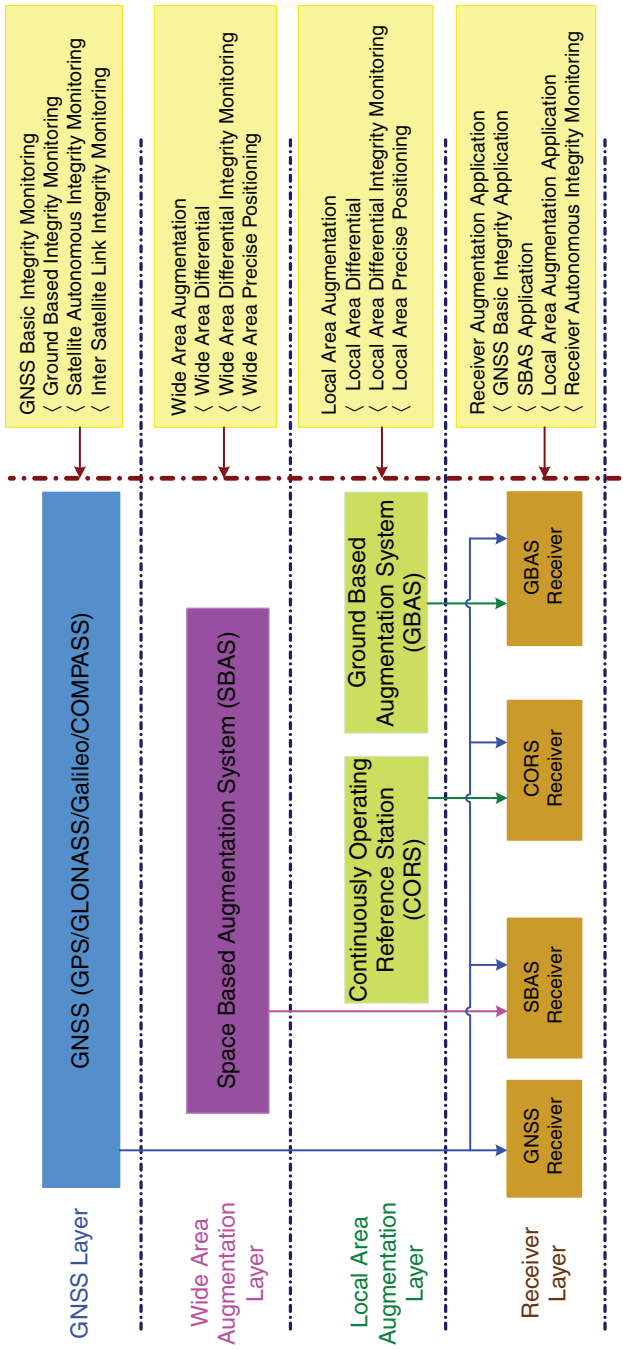 GNSS Layer
GNSS (GPS/GLONASS/Galileo/COMPASS)
GNSS Basic Integrity Monitoring
〈 Ground Based Integrity Monitoring
〈 Satellite Autonomous Integrity Monitoring
〈 Inter Satellite Link Integrity Monitoring
Wide Area
Augmentation
Layer
Space Based Augmentation System (SBAS)
Wide Area Augmentation
〈 Wide Area Differential
〈 Wide Area Differential Integrity Monitoring
〈 Wide Area Precise Positioning
Local Area
Augmentation
Layer
Continuously Operating
Reference Station
(CORS)
Ground Based
Augmentation System
(GBAS)
Local Area Augmentation
〈 Local Area Differential
〈 Local Area Differential Integrity Monitoring
〈 Local Area Precise Positioning
Receiver
Layer
GNSS
Receiver
SBAS
Receiver
CORS
Receiver
GBAS
Receiver
Receiver Augmentation Application
〈 GNSS Basic Integrity Application
〈 SBAS Application
〈 Local Area Augmentation Application
〈 Receiver Autonomous Integrity Monitoring